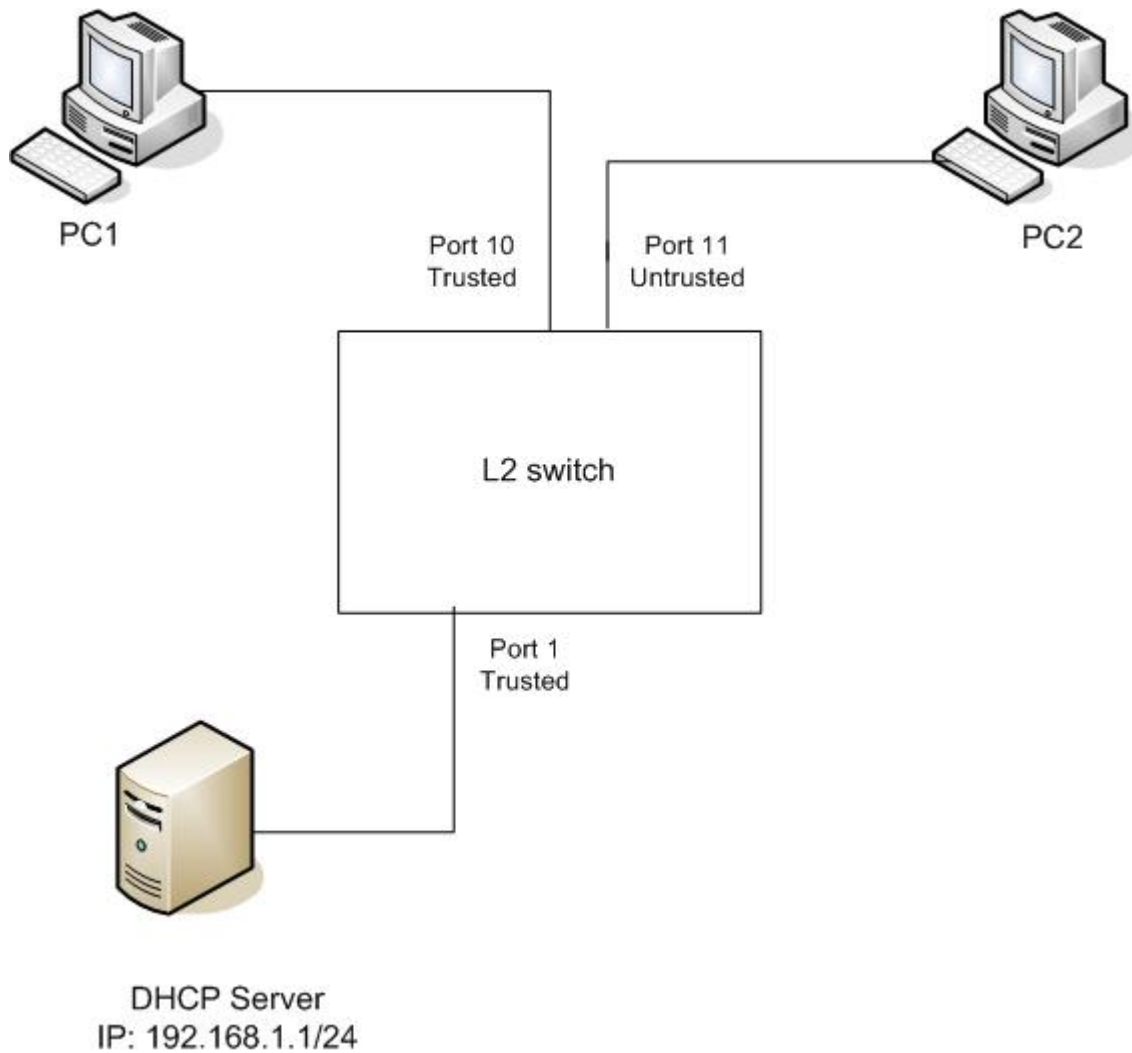 PC1
PC2
Port 10
Trusted
Port 11
Untrusted
L2 switch
Port 1
Trusted
DHCP Server
IP: 192.168.1.1/24